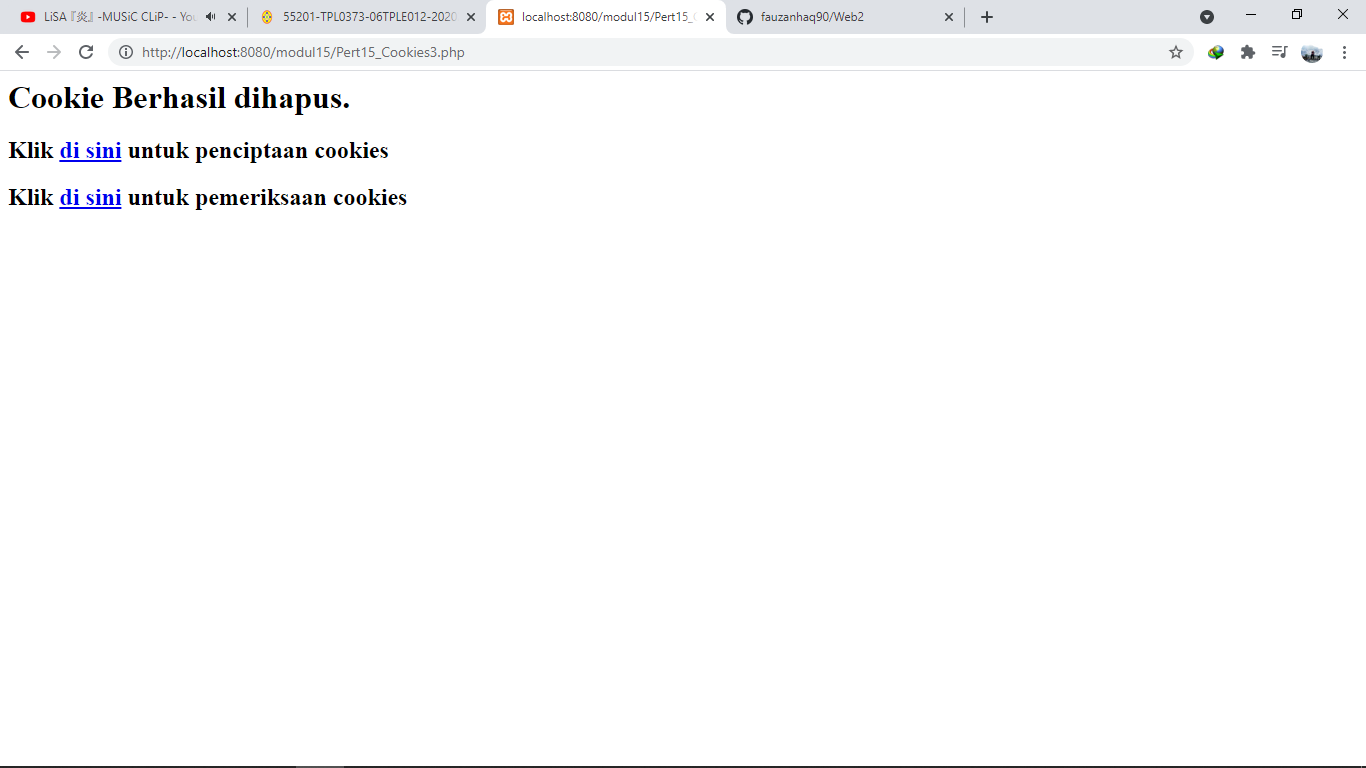 LiSA『炎』-MUSiC CLiP- - You
55201-TPL0373-06TPLE012-2020
localhost:8080/modul15/Pert15_C
fauzanhaq90/Web2
http://localhost:8080/modul15/Pert15_Cookies3.php
Cookie Berhasil dihapus.
Klik di sini untuk penciptaan cookies
Klik di sini untuk pemeriksaan cookies